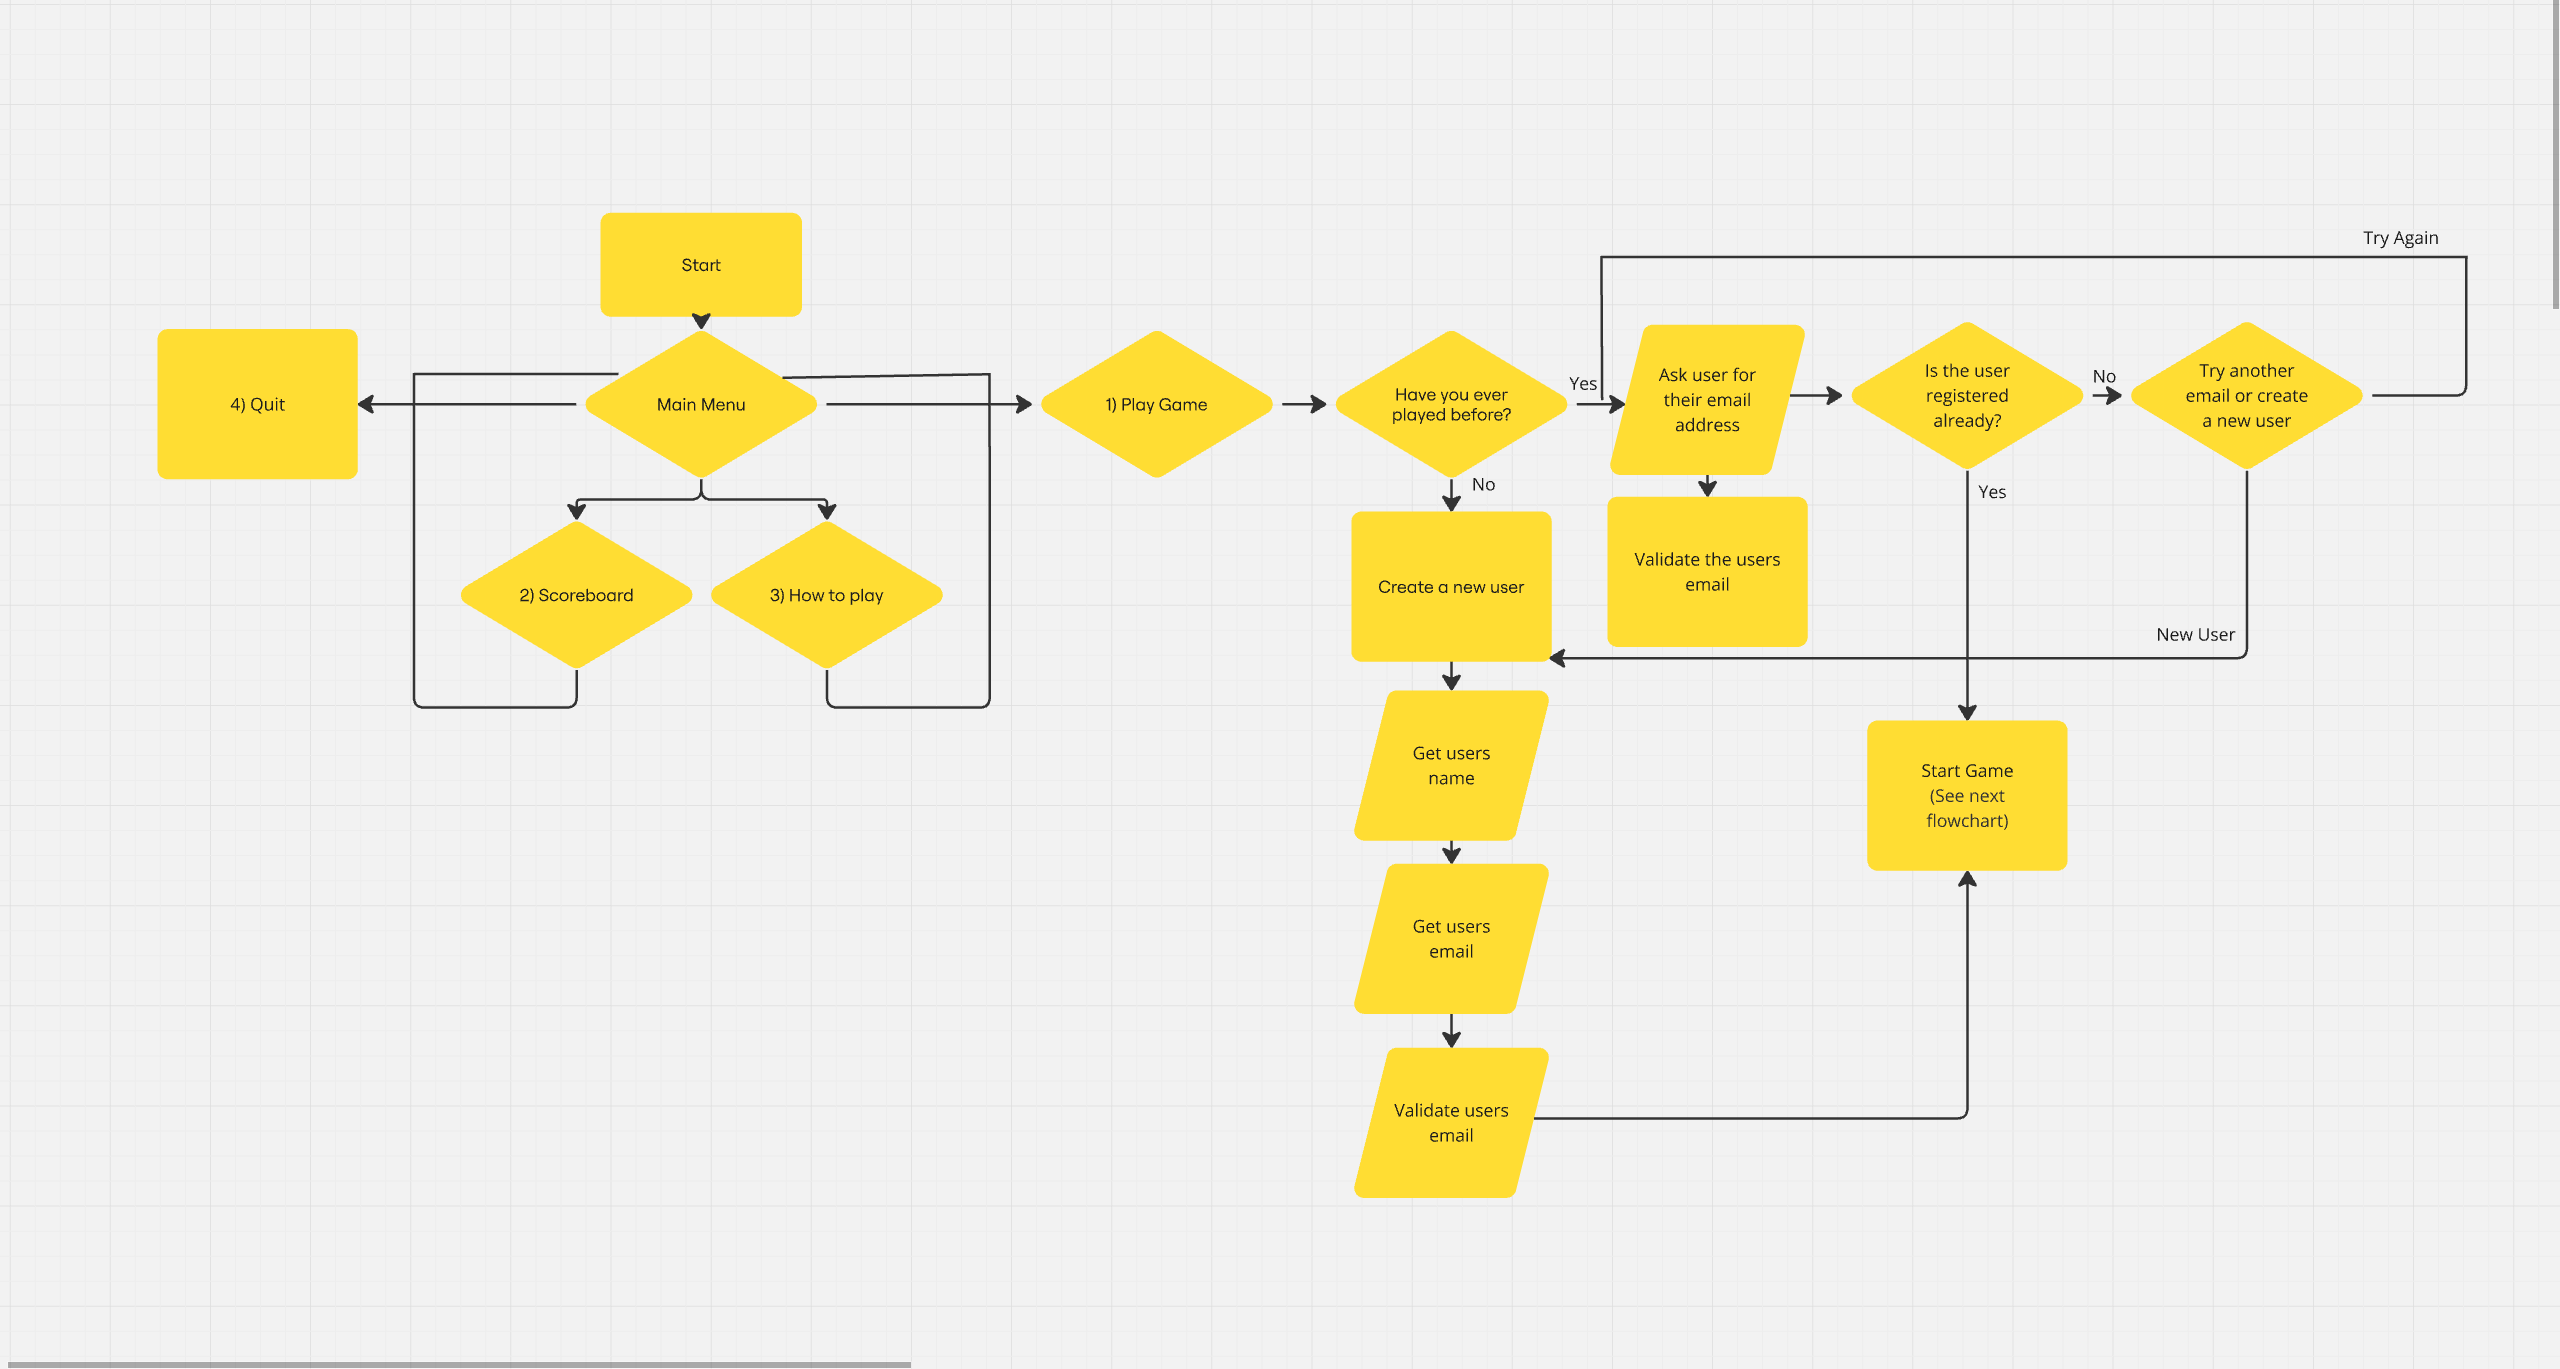 Start
4) Quit
Main Menu
1) Play Game
2) Scoreboard
3) How to play
Have you ever
played before?
Yes
No
Ask user for
their email
address
Validate the users
email
Is the user
registered
already?
No
Yes
Try another
email or create
a new user
Try Again
New User
Create a new user
Get users
name
Get users
email
Validate users
email
Start Game
(See next
flowchart)